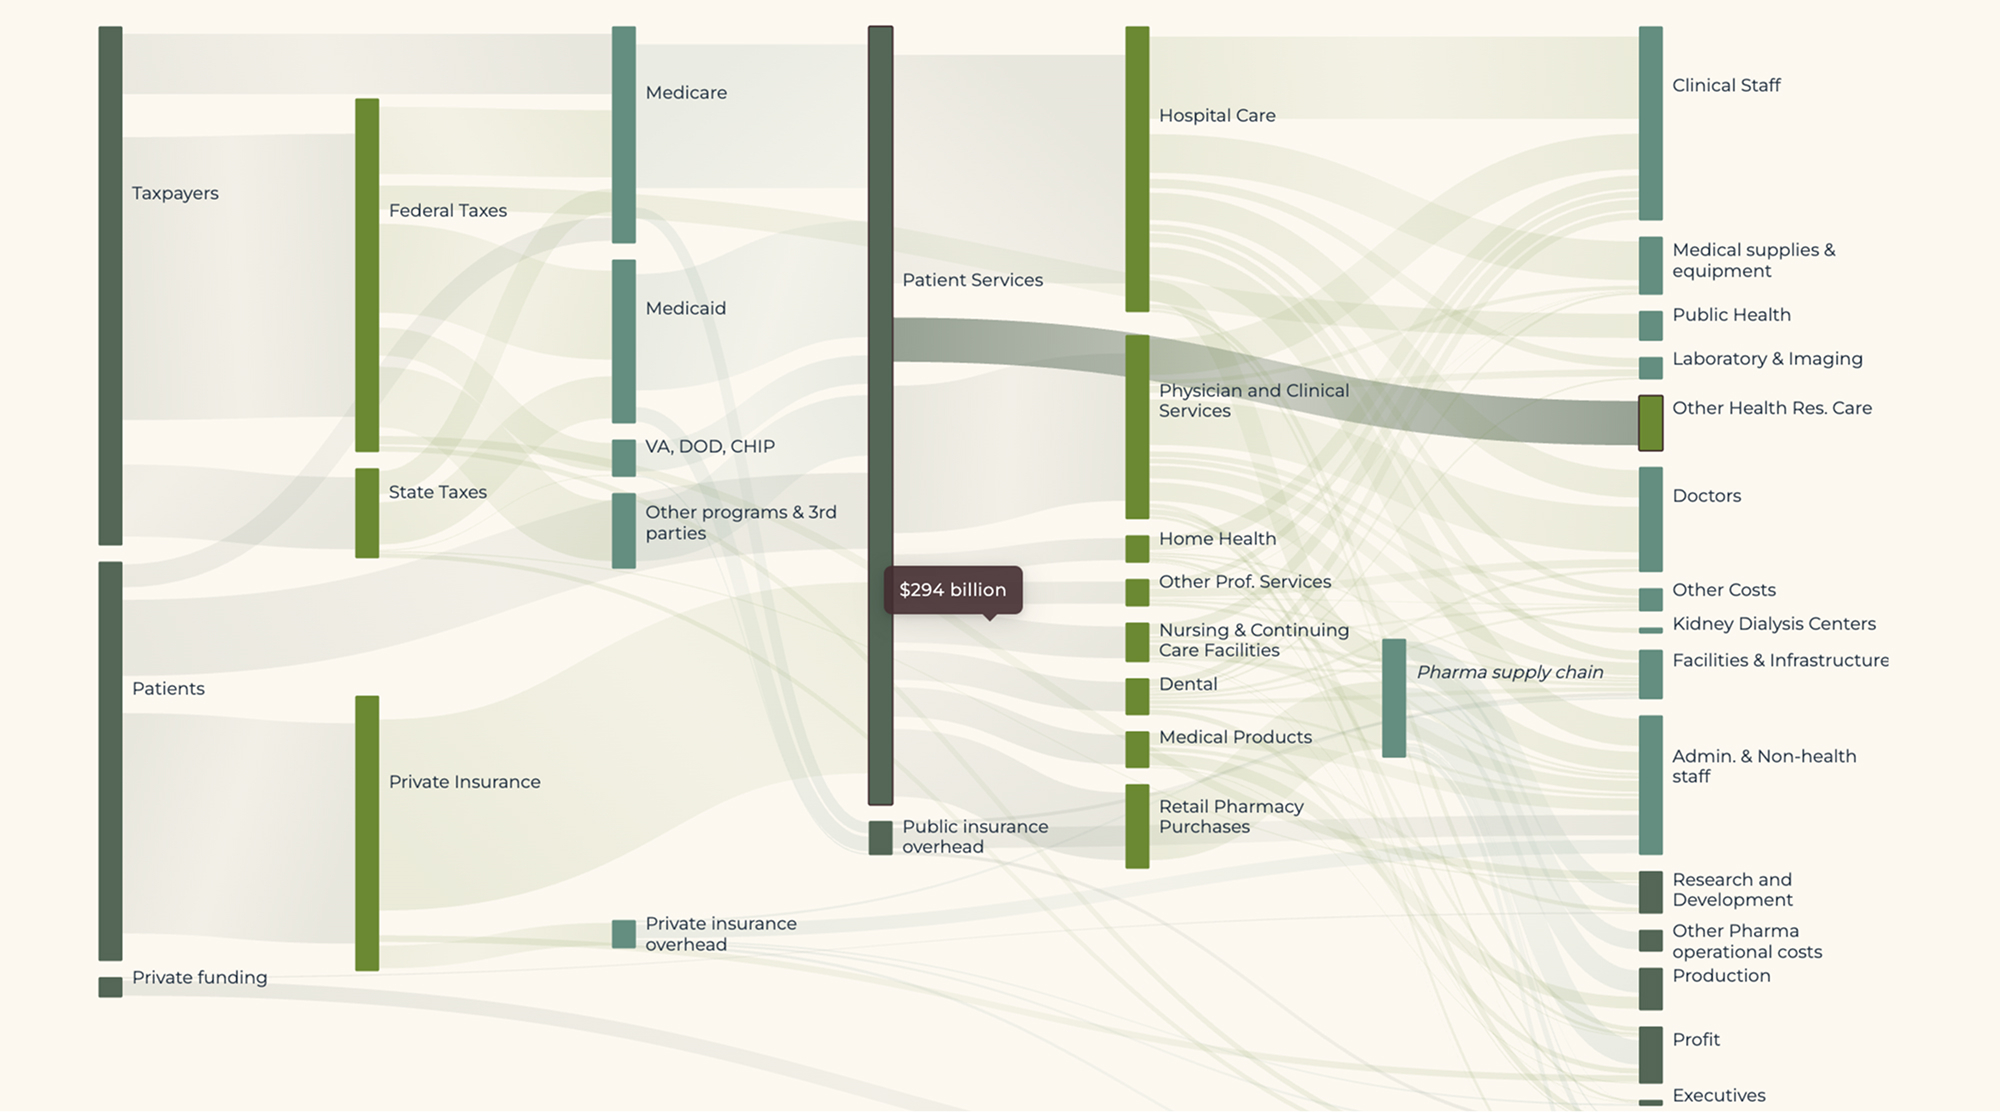 Taxpayers
Patients
Private funding
Federal Taxes
State Taxes
Private Insurance
Medicare
Medicaid
VA, DOD, CHIP
Other programs & 3rd
parties
Private insurance
overhead
Patient Services
$294 billion
Public insurance
overhead
Hospital Care
Physician and Clinical
Services
Home Health
Other Prof. Services
Nursing & Continuing
Care Facilities
Dental
Medical Products
Retail Pharmacy
Purchases
Pharma supply chain
Clinical Staff
Medical supplies &
equipment
Public Health
Laboratory & Imaging
Other Health Res. Care
Doctors
Other Costs
Kidney Dialysis Centers
Facilities & Infrastructure
Admin. & Non-health
staff
Research and
Development
Other Pharma
operational costs
Production
Profit
Executives